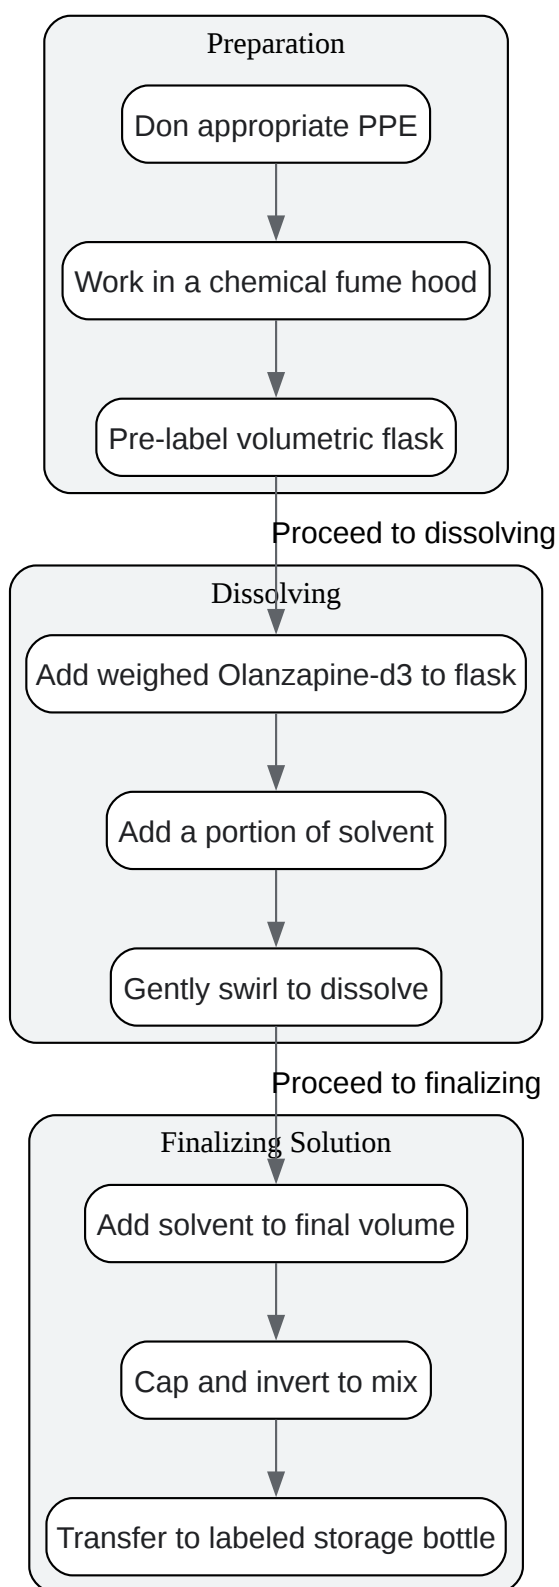 Preparation
Don appropriate PPE
Work in a chemical fume hood
Pre-label volumetric flask
Proceed to dissolving
Dissolving
Add weighed Olanzapine-d3 to flask
Add a portion of solvent
Gently swirl to dissolve
Proceed to finalizing
Finalizing Solution
Add solvent to final volume
Cap and invert to mix
Transfer to labeled storage bottle